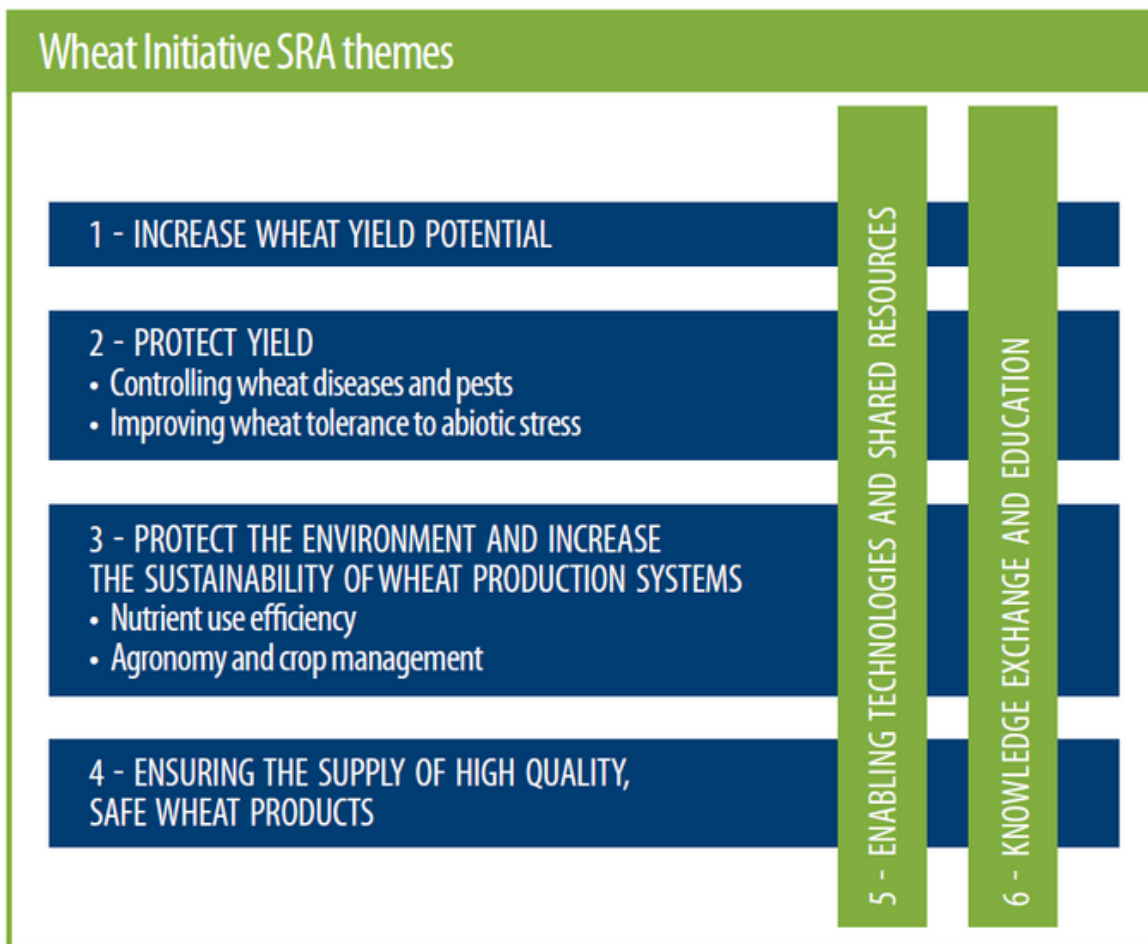 Wheat Initiative SRA themes
1 - INCREASE WHEAT YIELD POTENTIAL
2 - PROTECT YIELD
• Controlling wheat diseases and pests
• Improving wheat tolerance to abiotic stress
3 - PROTECT THE ENVIRONMENT AND INCREASE
THE SUSTAINABILITY OF WHEAT PRODUCTION SYSTEMS
• Nutrient use efficiency
• Agronomy and crop management
4 - ENSURING THE SUPPLY OF HIGH QUALITY,
SAFE WHEAT PRODUCTS
5 - ENABLING TECHNOLOGIES AND SHARED RESOURCES
6 - KNOWLEDGE EXCHANGE AND EDUCATION